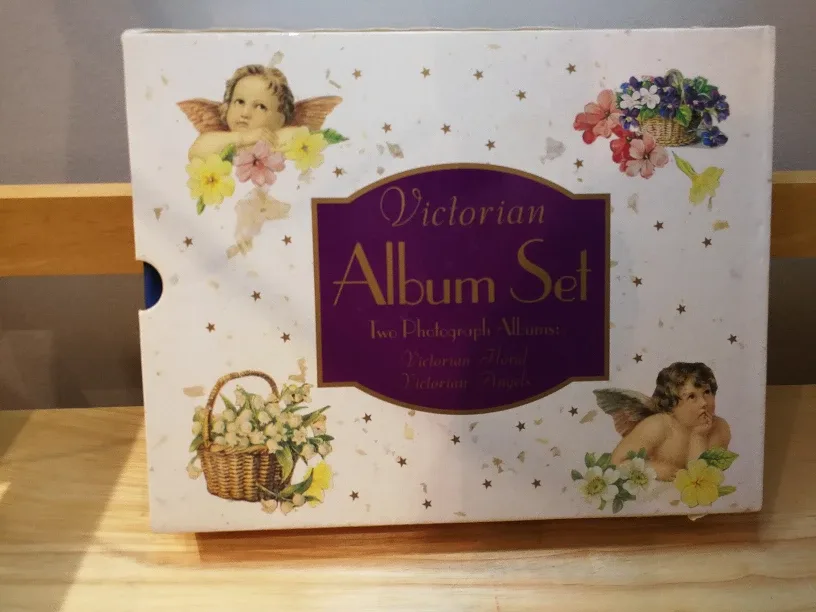 Victorian
Album Set
Two Photograph Albums:
Victorian Floral
Victorian Angels